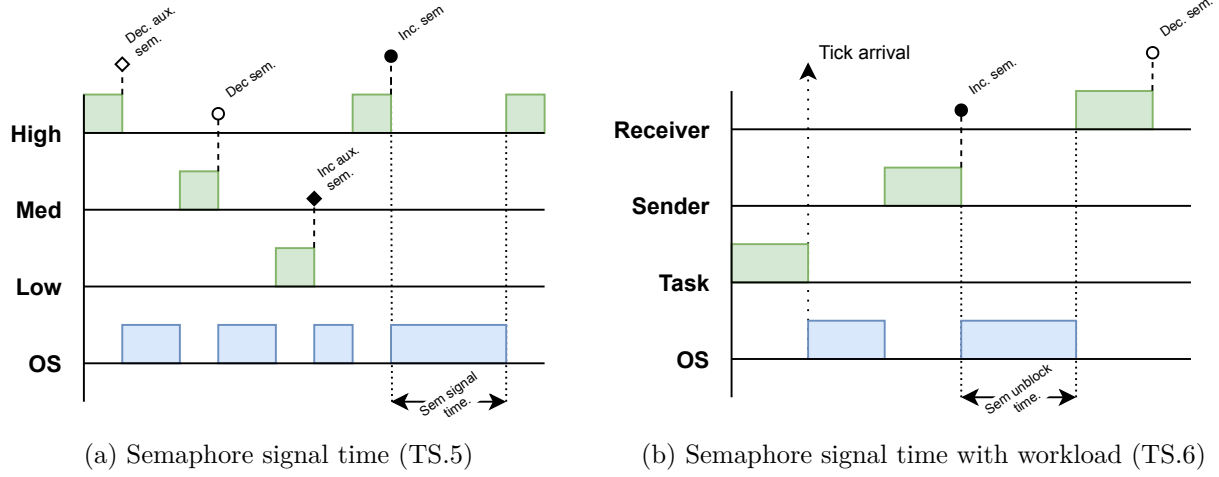 Dec. aux.
sem.
Dec sem.
Inc aux.
sem.
Inc. sem
High
Med
Low
OS
Sem signal
time.
(a) Semaphore signal time (TS.5)
Tick arrival
Inc. sem.
Dec. sem.
Receiver
Sender
Task
OS
Sem unblock
time.
(b) Semaphore signal time with workload (TS.6)